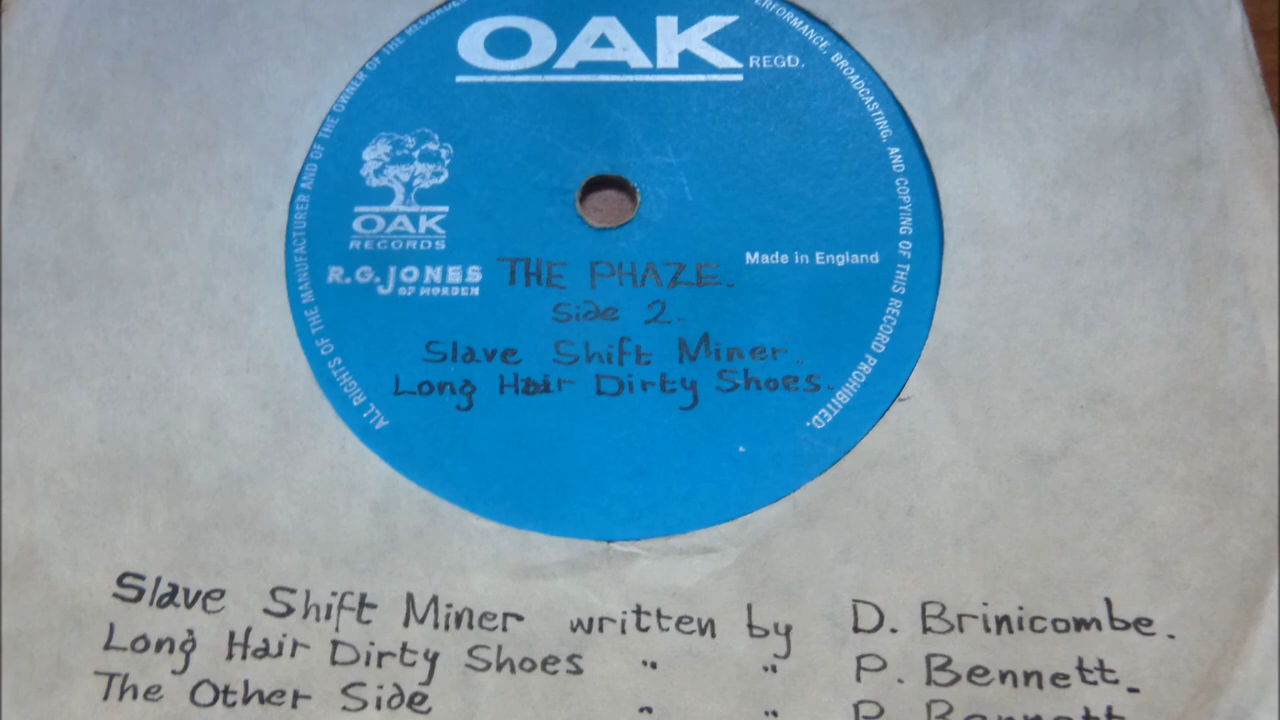 OAK REGD.
ALL RIGHTS OF THE MANUFACTURER AND OF THE OWNER OF THE RECORDED
PERFORMANCE, BROADCASTING, AND COPYING OF THIS RECORD PROHIBITED.
OAK
RECORDS
Made in England
R.G.JONES
OF MORDEN
THE PHAZE.
Side 2.
Slave Shift Miner.
Long Hair Dirty Shoes.
Slave Shift Miner written by D. Brinicombe.
Long Hair Dirty Shoes " " P. Bennett.
The Other Side " " P. Bennett